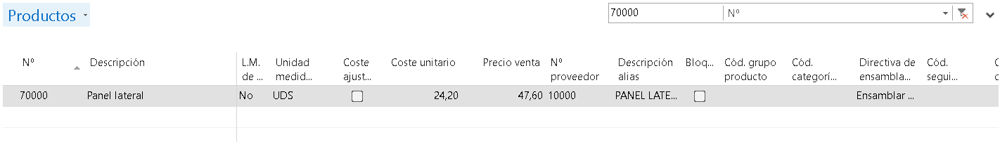 Productos
70000 Nº
Nº Descripción L.M. de ... Unidad medid... Coste ajust... Coste unitario Precio venta Nº proveedor Descripción alias Bloq... Cód. grupo producto Cód. categorí... Directiva de ensambla... Cód. segui...
70000 Panel lateral No UDS 24,20 47,60 10000 PANEL LATE... Ensamblar ...